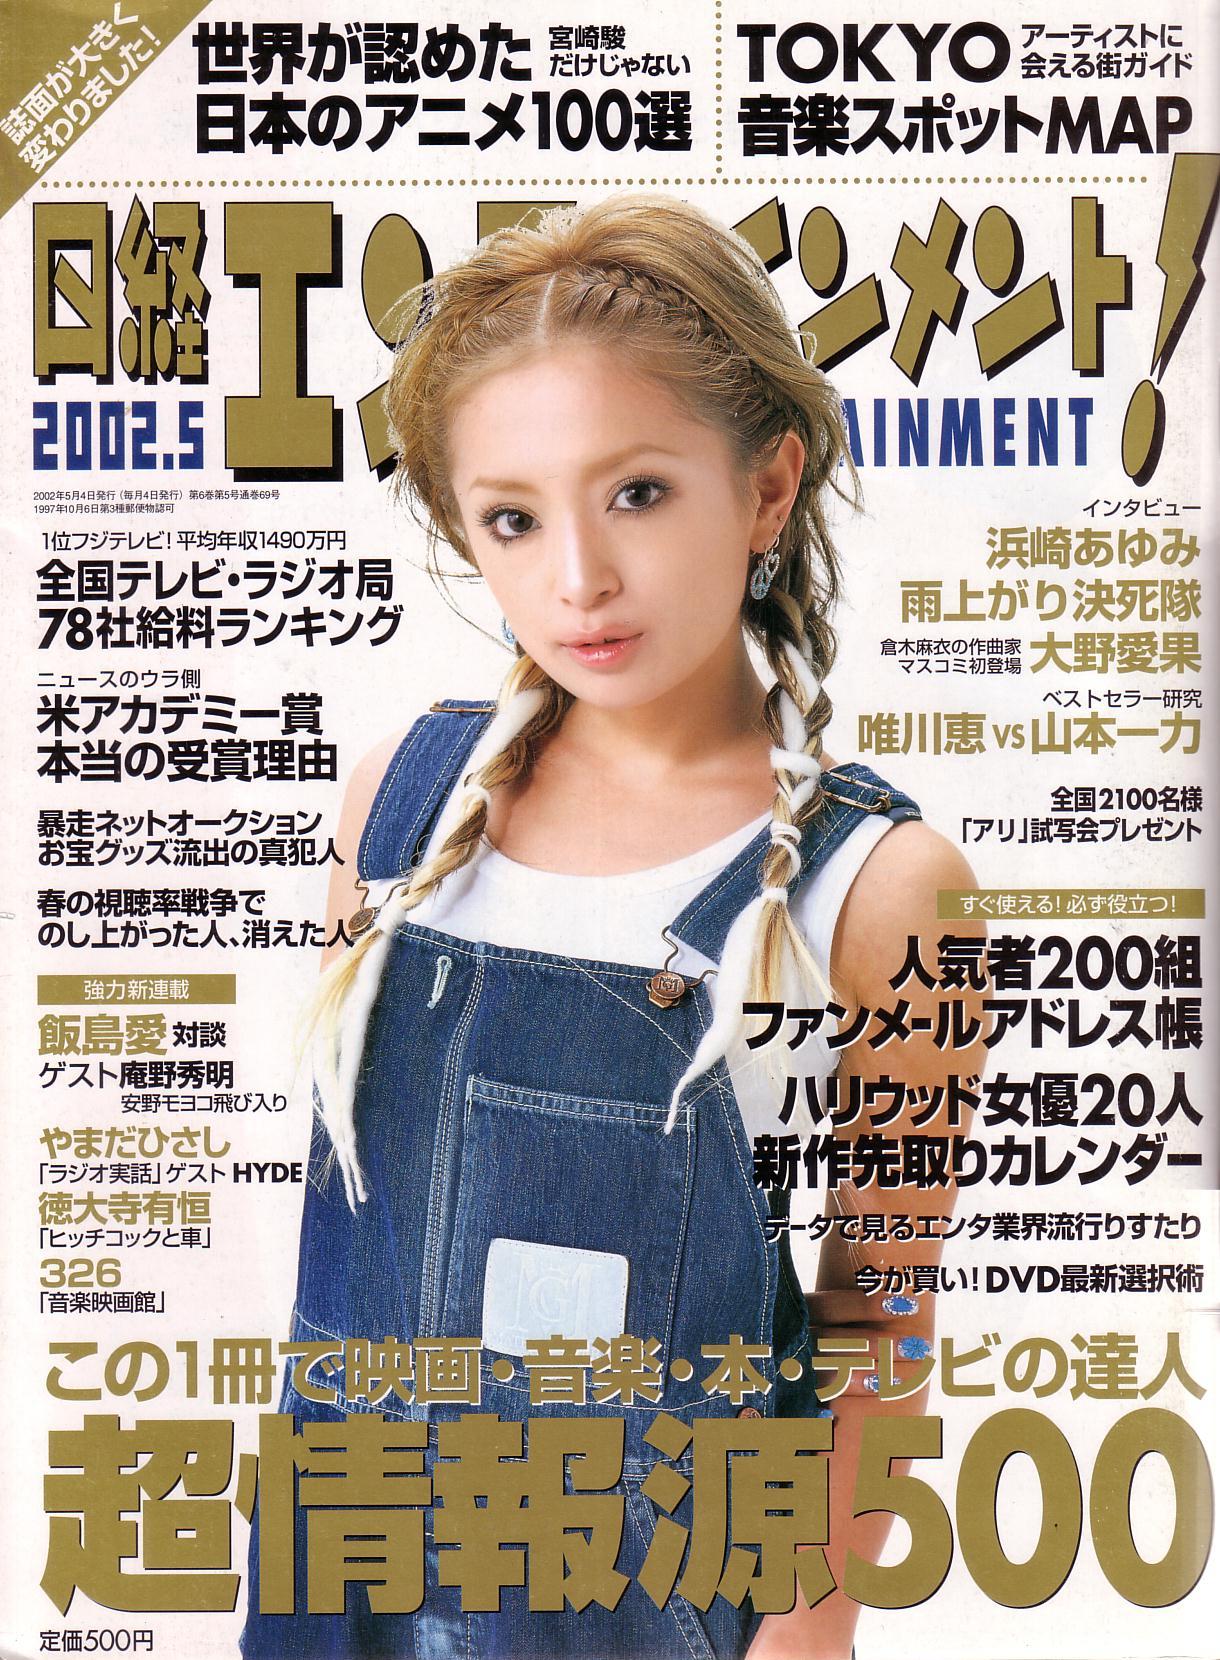 誌面が大きく
変わりました!
世界が認めた
宮崎駿
だけじゃない
日本のアニメ100選
TOKYO
アーティストに
会える街ガイド
音楽スポットMAP
日経エン インメント!
2002.5
AINMENT
2002年5月4日発行(毎月4日発行) 第6巻第5号通巻69号
1997年10月6日第3種郵便物認可
1位フジテレビ!平均年収1490万円
全国テレビ・ラジオ局
78社給料ランキング
ニュースのウラ側
米アカデミー賞
本当の受賞理由
暴走ネットオークション
お宝グッズ流出の真犯人
春の視聴率戦争で
のし上がった人、消えた人
強力新連載
飯島愛 対談
ゲスト庵野秀明
安野モヨコ飛び入り
やまだひさし
「ラジオ実話」ゲスト HYDE
徳大寺有恒
「ヒッチコックと車」
326
「音楽映画館」
インタビュー
浜崎あゆみ
雨上がり決死隊
倉木麻衣の作曲家
マスコミ初登場
大野愛果
ベストセラー研究
唯川恵 vs 山本一力
全国2100名様
「アリ」試写会プレゼント
すぐ使える!必ず役立つ!
人気者200組
ファンメールアドレス帳
ハリウッド女優20人
新作先取りカレンダー
データで見るエンタ業界流行りすたり
今が買い!DVD最新選択術
この1冊で映画・音楽・本・テレビの達人
超情報源500
定価500円